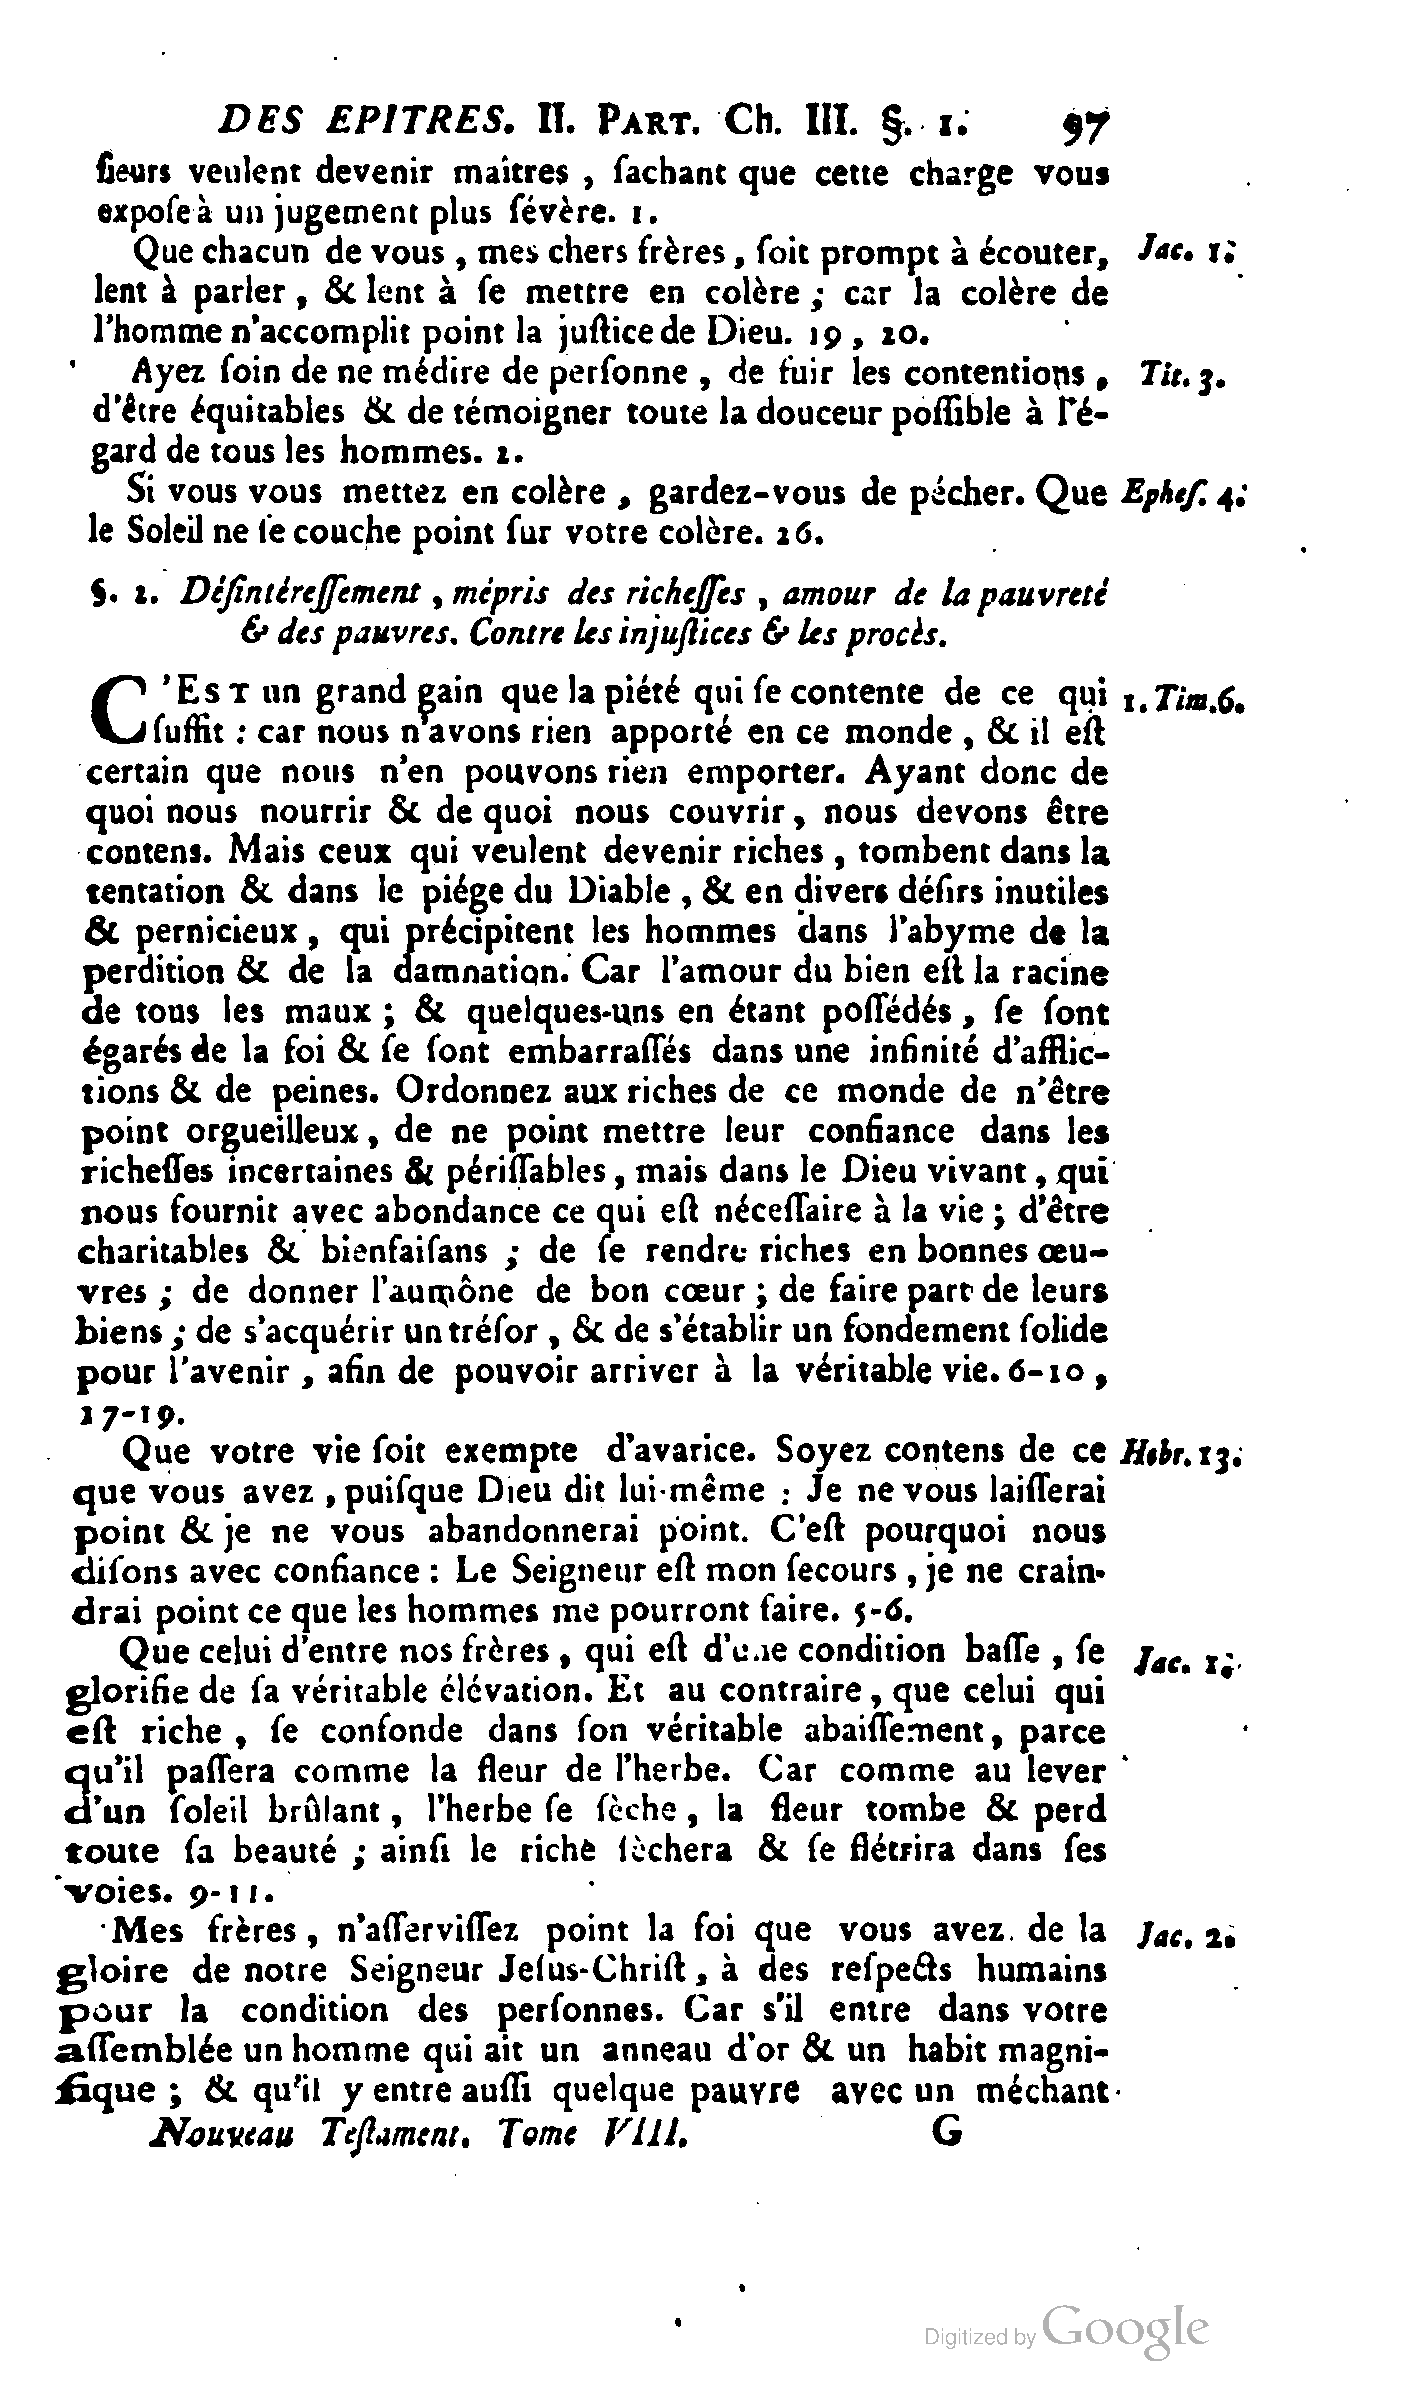 DES EPITRES. II. PART. Ch. III. §. 1. 97
ſieurs veulent devenir maîtres , ſachant que cette charge vous
expoſe à un jugement plus ſévère. 1.
Que chacun de vous , mes chers frères , ſoit prompt à écouter, Jac. 1.
lent à parler , & lent à ſe mettre en colère ; car la colère de
l'homme n'accomplit point la juſtice de Dieu. 19 , 20.
Ayez ſoin de ne médire de perſonne , de fuir les contentions , Tit. 3.
d'être équitables & de témoigner toute la douceur poſſible à l'é-
gard de tous les hommes. 2.
Si vous vous mettez en colère , gardez-vous de pécher. Que Epheſ. 4.
le Soleil ne ſe couche point ſur votre colère. 26.
§. 2. Déſintéreſſement , mépris des richeſſes , amour de la pauvreté
& des pauvres. Contre les injuſtices & les procès.
C'EST un grand gain que la piété qui ſe contente de ce qui 1. Tim. 6.
ſuffit : car nous n'avons rien apporté en ce monde , & il eſt
certain que nous n'en pouvons rien emporter. Ayant donc de
quoi nous nourrir & de quoi nous couvrir, nous devons être
contens. Mais ceux qui veulent devenir riches , tombent dans la
tentation & dans le piége du Diable , & en divers déſirs inutiles
& pernicieux , qui précipitent les hommes dans l'abyme de la
perdition & de la damnation. Car l'amour du bien eſt la racine
de tous les maux ; & quelques-uns en étant poſſédés , ſe ſont
égarés de la foi & ſe ſont embarraſſés dans une infinité d'afflic-
tions & de peines. Ordonnez aux riches de ce monde de n'être
point orgueilleux, de ne point mettre leur confiance dans les
richeſſes incertaines & périſſables , mais dans le Dieu vivant , qui
nous fournit avec abondance ce qui eſt néceſſaire à la vie ; d'être
charitables & bienfaiſans ; de ſe rendre riches en bonnes œu-
vres ; de donner l'aumône de bon cœur ; de faire part de leurs
biens ; de s'acquérir un tréſor , & de s'établir un fondement ſolide
pour l'avenir , afin de pouvoir arriver à la véritable vie. 6-10 ,
17-19.
Que votre vie ſoit exempte d'avarice. Soyez contens de ce Hebr. 13.
que vous avez , puiſque Dieu dit lui-même : Je ne vous laiſſerai
point & je ne vous abandonnerai point. C'eſt pourquoi nous
diſons avec confiance : Le Seigneur eſt mon ſecours , je ne crain-
drai point ce que les hommes me pourront faire. 5-6.
Que celui d'entre nos frères , qui eſt d'une condition baſſe , ſe Jac. 1.
glorifie de ſa véritable élévation. Et au contraire , que celui qui
eſt riche , ſe confonde dans ſon véritable abaiſſement, parce
qu'il paſſera comme la fleur de l'herbe. Car comme au lever
d'un ſoleil brûlant , l'herbe ſe ſèche , la fleur tombe & perd
toute ſa beauté ; ainſi le riche ſèchera & ſe flétrira dans ſes
voies. 9-11.
Mes frères , n'aſſerviſſez point la foi que vous avez de la Jac. 2.
gloire de notre Seigneur Jeſus-Chriſt , à des reſpects humains
pour la condition des perſonnes. Car s'il entre dans votre
aſſemblée un homme qui ait un anneau d'or & un habit magni-
fique ; & qu'il y entre auſſi quelque pauvre avec un méchant
Nouveau Teſtament. Tome VIII. G
Digitized by Google